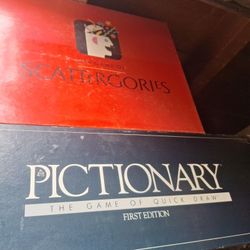 SCATTERGORIES
PICTIONARY
THE GAME OF QUICK DRAW
FIRST EDITION